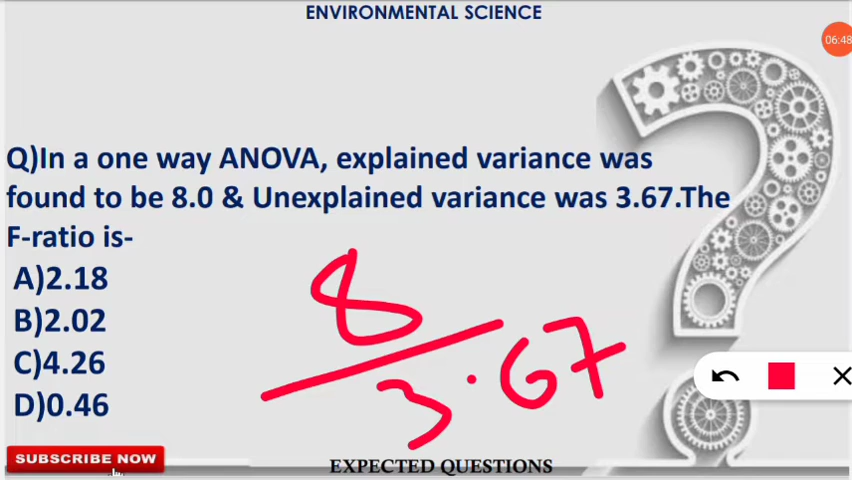 ENVIRONMENTAL SCIENCE
06:48
Q)In a one way ANOVA, explained variance was
found to be 8.0 & Unexplained variance was 3.67.The
F-ratio is-
A)2.18
B)2.02
C)4.26
D)0.46
8
3.67
SUBSCRIBE NOW
EXPECTED QUESTIONS